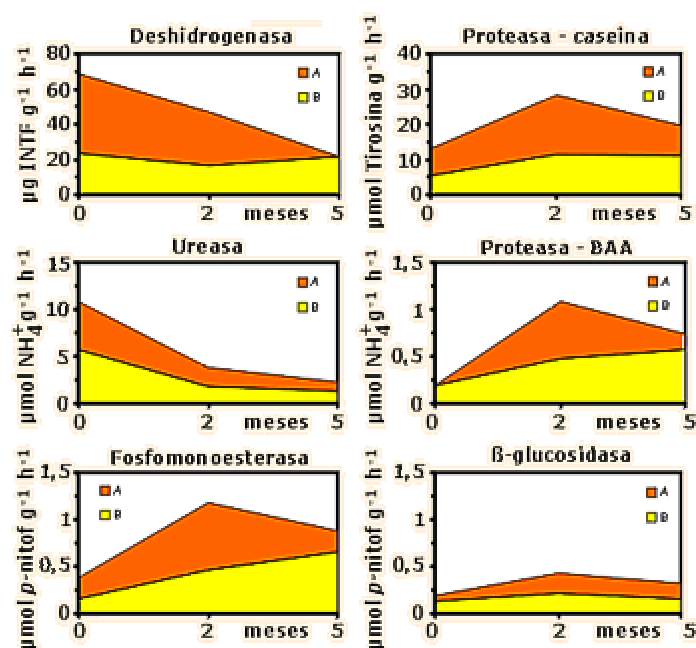 Deshidrogenasa
µg INTF g⁻¹ h⁻¹
80
60
40
20
0
A
B
0 2 meses 5
Proteasa - caseina
µmol Tirosina g⁻¹ h⁻¹
40
30
20
10
0
A
B
0 2 meses 5
Ureasa
µmol NH₄⁺ g⁻¹ h⁻¹
15
10
5
0
A
B
0 2 meses 5
Proteasa - BAA
µmol NH₄⁺ g⁻¹ h⁻¹
1,5
1
0,5
0
A
B
0 2 meses 5
Fosfomonoesterasa
µmol p-nitof g⁻¹ h⁻¹
1,5
1
0,5
0
A
B
0 2 meses 5
ß-glucosidasa
µmol p-nitof g⁻¹ h⁻¹
1,5
1
0,5
0
A
B
0 2 meses 5